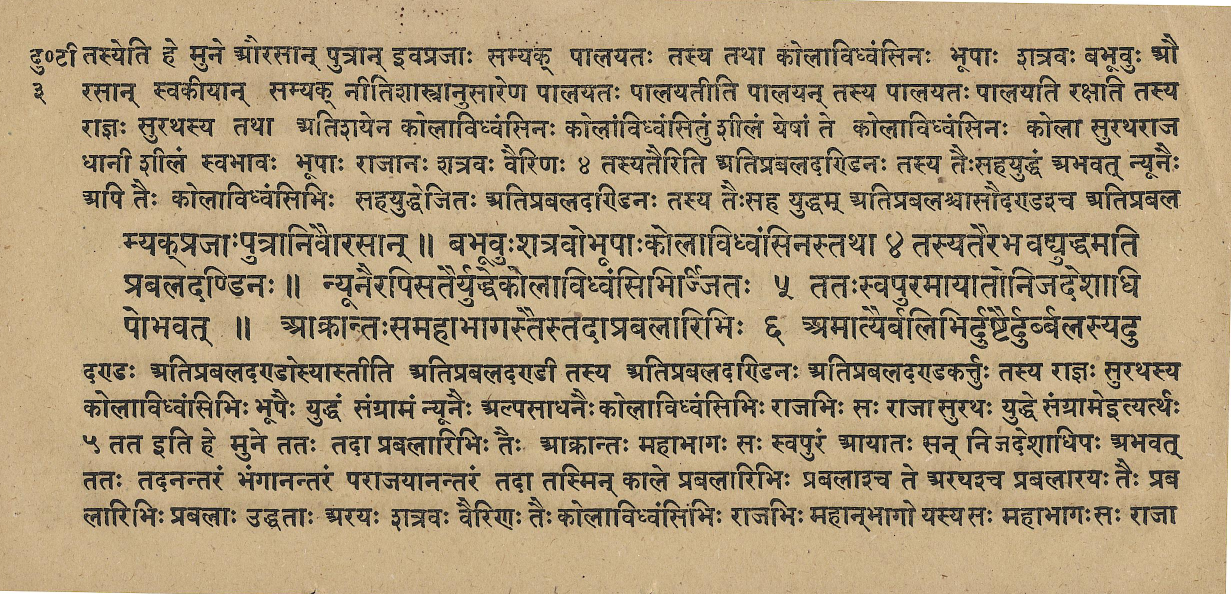 दु॰टी तस्येति हे मुने औरसान् पुत्रान् इवप्रजाः सम्यक् पालयतः तस्य तथा कोलाविध्वंसिनः भूपाः शत्रवः बभूवुः औ
३ रसान् स्वकीयान् सम्यक् नीतिशास्त्रानुसारेण पालयतः पालयतीति पालयन् तस्य पालयतः पालयाति रक्षाति तस्य
राज्ञः सुरथस्य तथा अतिशयेन कोलाविध्वंसिनः कोलांविध्वंसितुं शीलं येषां ते कोलाविध्वंसिनः कोला सुरथराज
धानी शीलं स्वभावः भूपाः राजानः शत्रवः वैरिणः ४ तस्यतैरिति अतिप्रबलदण्डिनः तस्य तैःसहयुद्धं अभवत् न्यूनैः
अपि तैः कोलाविध्वंसिभिः सहयुद्धेजितः अतिप्रबलदण्डिनः तस्य तैःसह युद्धम् अतिप्रबलश्चासौदण्डश्च अतिप्रबल
म्यक्प्रजाःपुत्रानिवौरसान् ॥ बभूवुःशत्रवोभूपाःकोलाविध्वंसिनस्तथा ४ तस्यतैरभवद्युद्धमति
प्रबलदण्डिनः ॥ न्यूनैरपिसतैर्युद्धेकोलाविध्वंसिभिर्ज्जितः ५ ततःस्वपुरमायातोनिजदेशाधि
पोभवत् ॥ आक्रान्तःसमहाभागस्तैस्तदाप्रबलारिभिः ६ अमात्यैर्बलिभिर्दुष्टैर्दुर्ब्बलस्यदु
दण्डः अतिप्रबलदण्डोस्यास्तीति अतिप्रबलदण्डी तस्य अतिप्रबलदण्डिनः अतिप्रबलदण्डकर्त्तुः तस्य राज्ञः सुरथस्य
कोलाविध्वंसिभिः भूपैः युद्धं संग्रामं न्यूनैः अल्पसाधनैः कोलाविध्वंसिभिः राजभिः सः राजा सुरथः युद्धे संग्रामेइत्यर्त्थः
५ तत इति हे मुने ततः तदा प्रबलारिभिः तैः आक्रान्तः महाभागः सः स्वपुरं आयातः सन् निजदेशाधिपः अभवत्
ततः तदनन्तरं भंगानन्तरं पराजयानन्तरं तदा तस्मिन् काले प्रबलारिभिः प्रबलाश्च ते अरयश्च प्रबलारयः तैः प्रब
लारिभिः प्रबलाः उद्धताः अरयः शत्रवः वैरिणः तैः कोलाविध्वंसिंभिः राजभिः महान्भागो यस्य सः महाभागः सः राजा